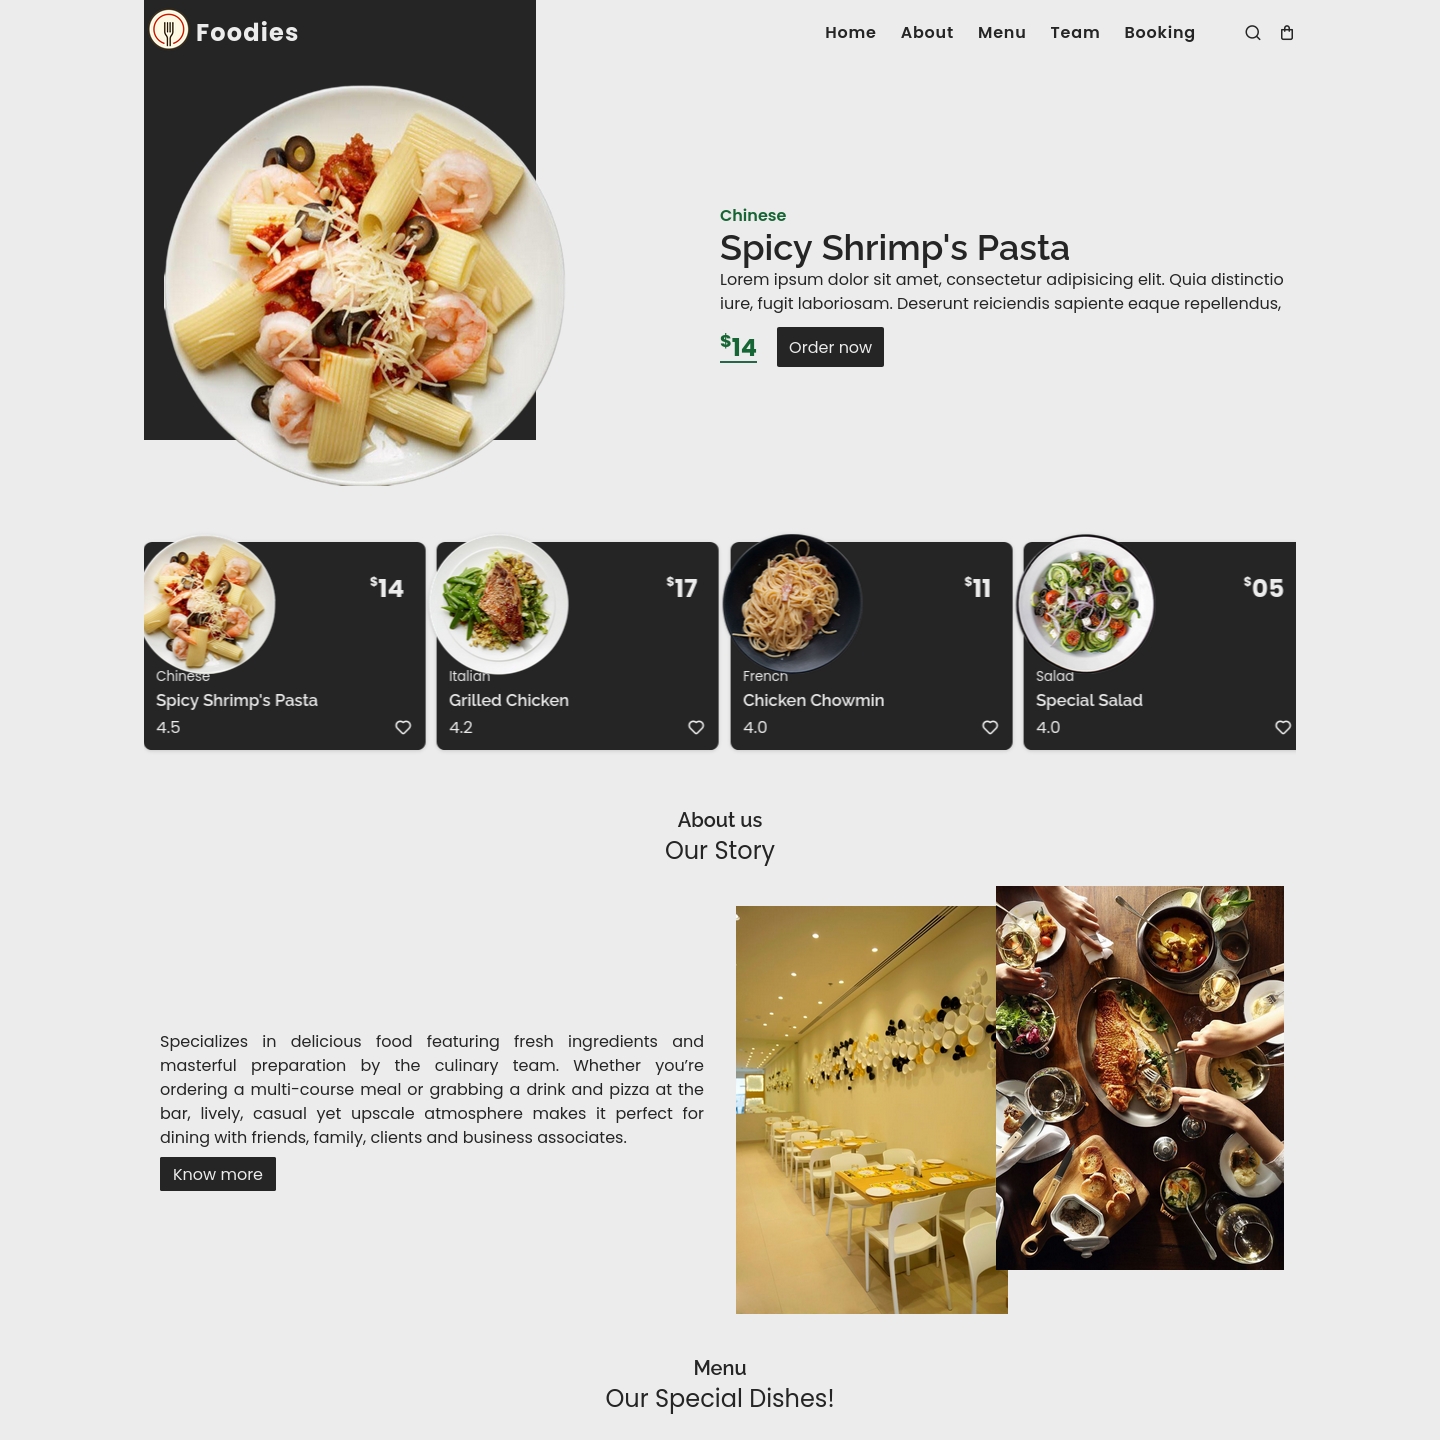 Foodies
Home About Menu Team Booking
Chinese
Spicy Shrimp's Pasta
Lorem ipsum dolor sit amet, consectetur adipisicing elit. Quia distinctio
iure, fugit laboriosam. Deserunt reiciendis sapiente eaque repellendus,
$14 Order now
$14
Chinese
Spicy Shrimp's Pasta
4.5
$17
Italian
Grilled Chicken
4.2
$11
French
Chicken Chowmin
4.0
$05
Salad
Special Salad
4.0
About us
Our Story
Specializes in delicious food featuring fresh ingredients and
masterful preparation by the culinary team. Whether you’re
ordering a multi-course meal or grabbing a drink and pizza at the
bar, lively, casual yet upscale atmosphere makes it perfect for
dining with friends, family, clients and business associates.
Know more
Menu
Our Special Dishes!